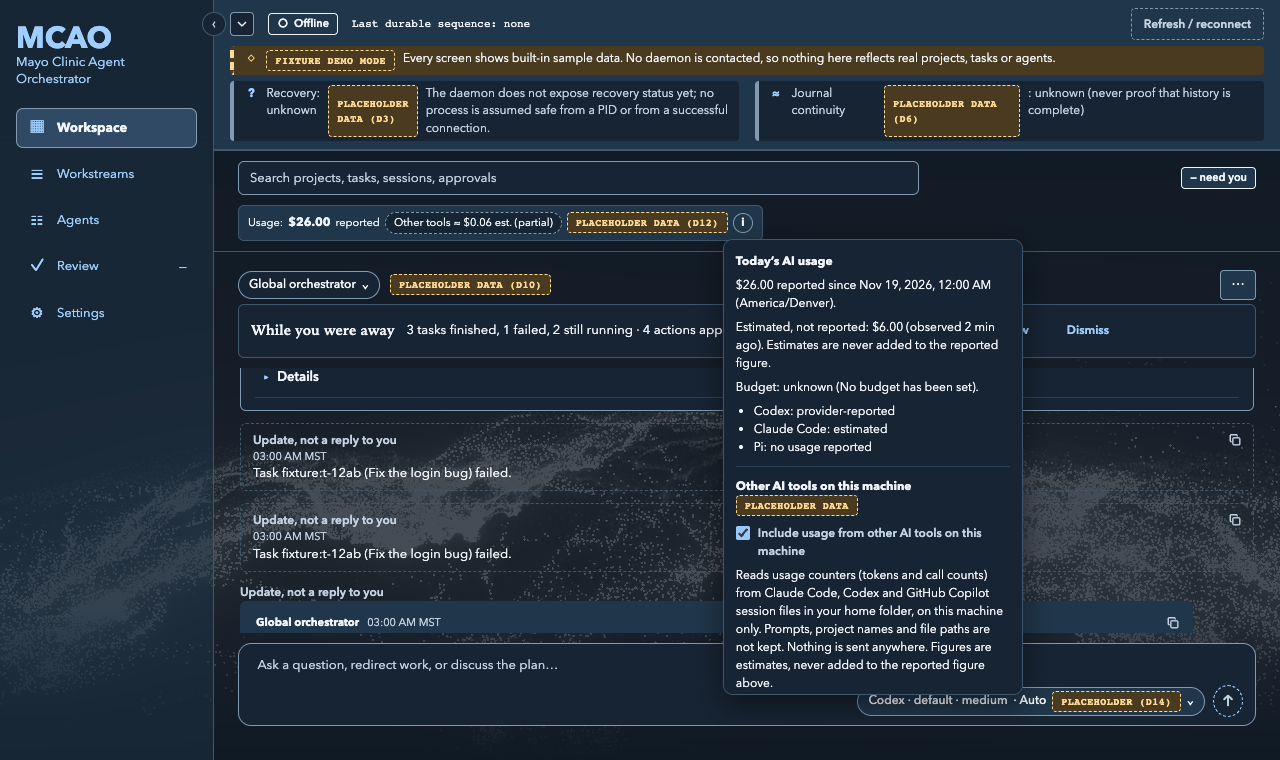 MCAO
Mayo Clinic Agent
Orchestrator
Workspace
Workstreams
Agents
Review –
Settings
Offline
Last durable sequence: none
Refresh / reconnect
FIXTURE DEMO MODE Every screen shows built-in sample data. No daemon is contacted, so nothing here reflects real projects, tasks or agents.
? Recovery: unknown
PLACEHOLDER DATA (D3)
The daemon does not expose recovery status yet; no
process is assumed safe from a PID or from a successful
connection.
≈ Journal continuity
PLACEHOLDER DATA (D6)
: unknown (never proof that history is
complete)
Search projects, tasks, sessions, approvals
– need you
Usage: $26.00 reported Other tools ≈ $0.06 est. (partial) PLACEHOLDER DATA (D12) i
Global orchestrator PLACEHOLDER DATA (D10)
...
While you were away 3 tasks finished, 1 failed, 2 still running · 4 actions app
Dismiss
Details
Update, not a reply to you
03:00 AM MST
Task fixture:t-12ab (Fix the login bug) failed.
Update, not a reply to you
03:00 AM MST
Task fixture:t-12ab (Fix the login bug) failed.
Update, not a reply to you
Global orchestrator 03:00 AM MST
Today's AI usage
$26.00 reported since Nov 19, 2026, 12:00 AM
(America/Denver).
Estimated, not reported: $6.00 (observed 2 min
ago). Estimates are never added to the reported
figure.
Budget: unknown (No budget has been set).
• Codex: provider-reported
• Claude Code: estimated
• Pi: no usage reported
Other AI tools on this machine
PLACEHOLDER DATA
Include usage from other AI tools on this
machine
Reads usage counters (tokens and call counts)
from Claude Code, Codex and GitHub Copilot
session files in your home folder, on this machine
only. Prompts, project names and file paths are
not kept. Nothing is sent anywhere. Figures are
estimates, never added to the reported figure
above.
Ask a question, redirect work, or discuss the plan…
Codex · default · medium · Auto PLACEHOLDER (D14)